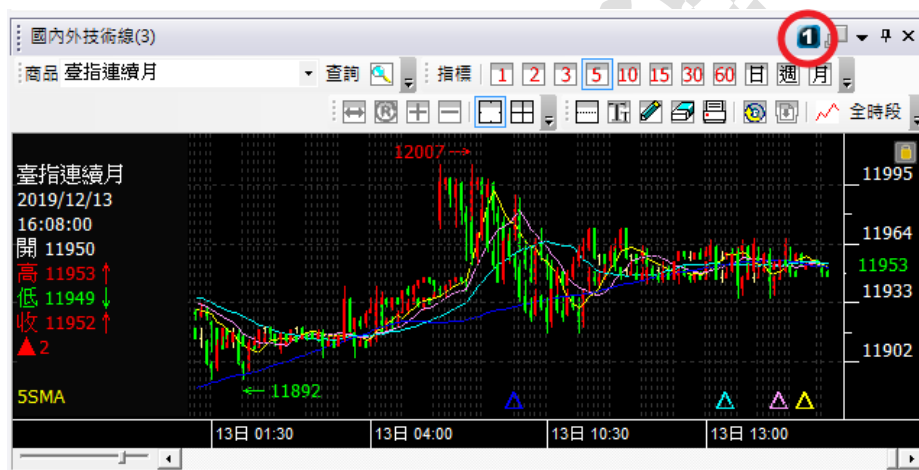 國內外技術線(3) 1
商品 臺指連續月 查詢 指標 1 2 3 5 10 15 30 60 日 週 月
全時段
臺指連續月
2019/12/13
16:08:00
開 11950
高 11953↑
低 11949↓
收 11952↑
▲2
5SMA
12007→
←11892
11995
11964
11953
11933
11902
13日 01:30 13日 04:00 13日 10:30 13日 13:00